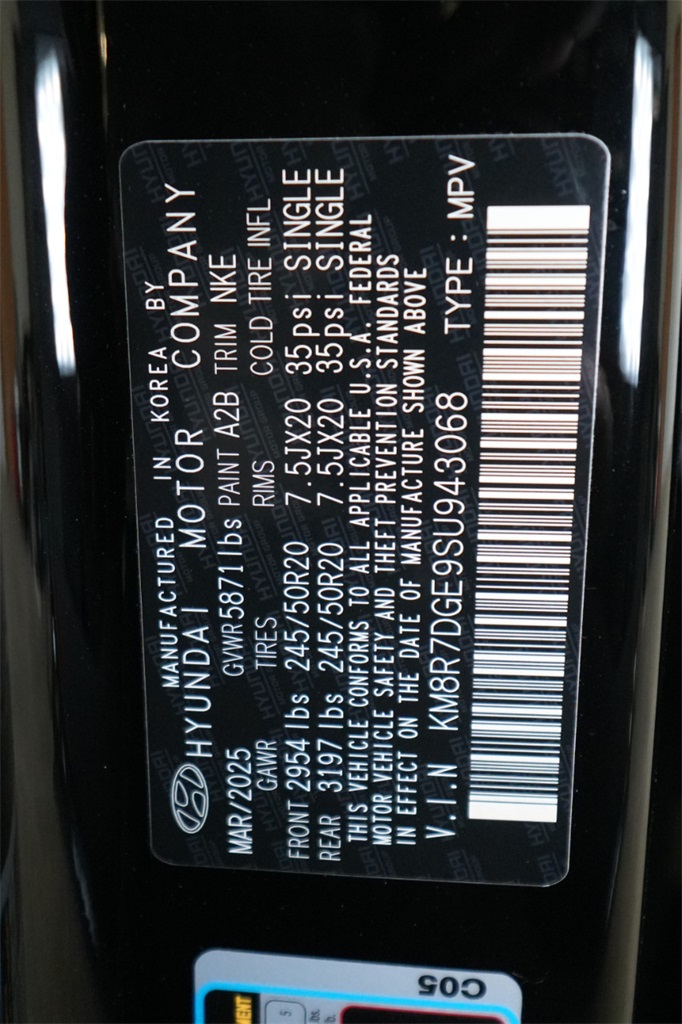 MANUFACTURED IN KOREA BY
HYUNDAI MOTOR COMPANY
MAR/2025 GVWR 5871lbs PAINT A2B TRIM NKE
GAWR TIRES RIMS COLD TIRE INFL
FRONT 2954 lbs 245/50R20 7.5JX20 35psi SINGLE
REAR 3197 lbs 245/50R20 7.5JX20 35psi SINGLE
THIS VEHICLE CONFORMS TO ALL APPLICABLE U.S.A. FEDERAL
MOTOR VEHICLE SAFETY AND THEFT PREVENTION STANDARDS
IN EFFECT ON THE DATE OF MANUFACTURE SHOWN ABOVE
V.I.N KM8R7DGE9SU943068 TYPE : MPV
C05